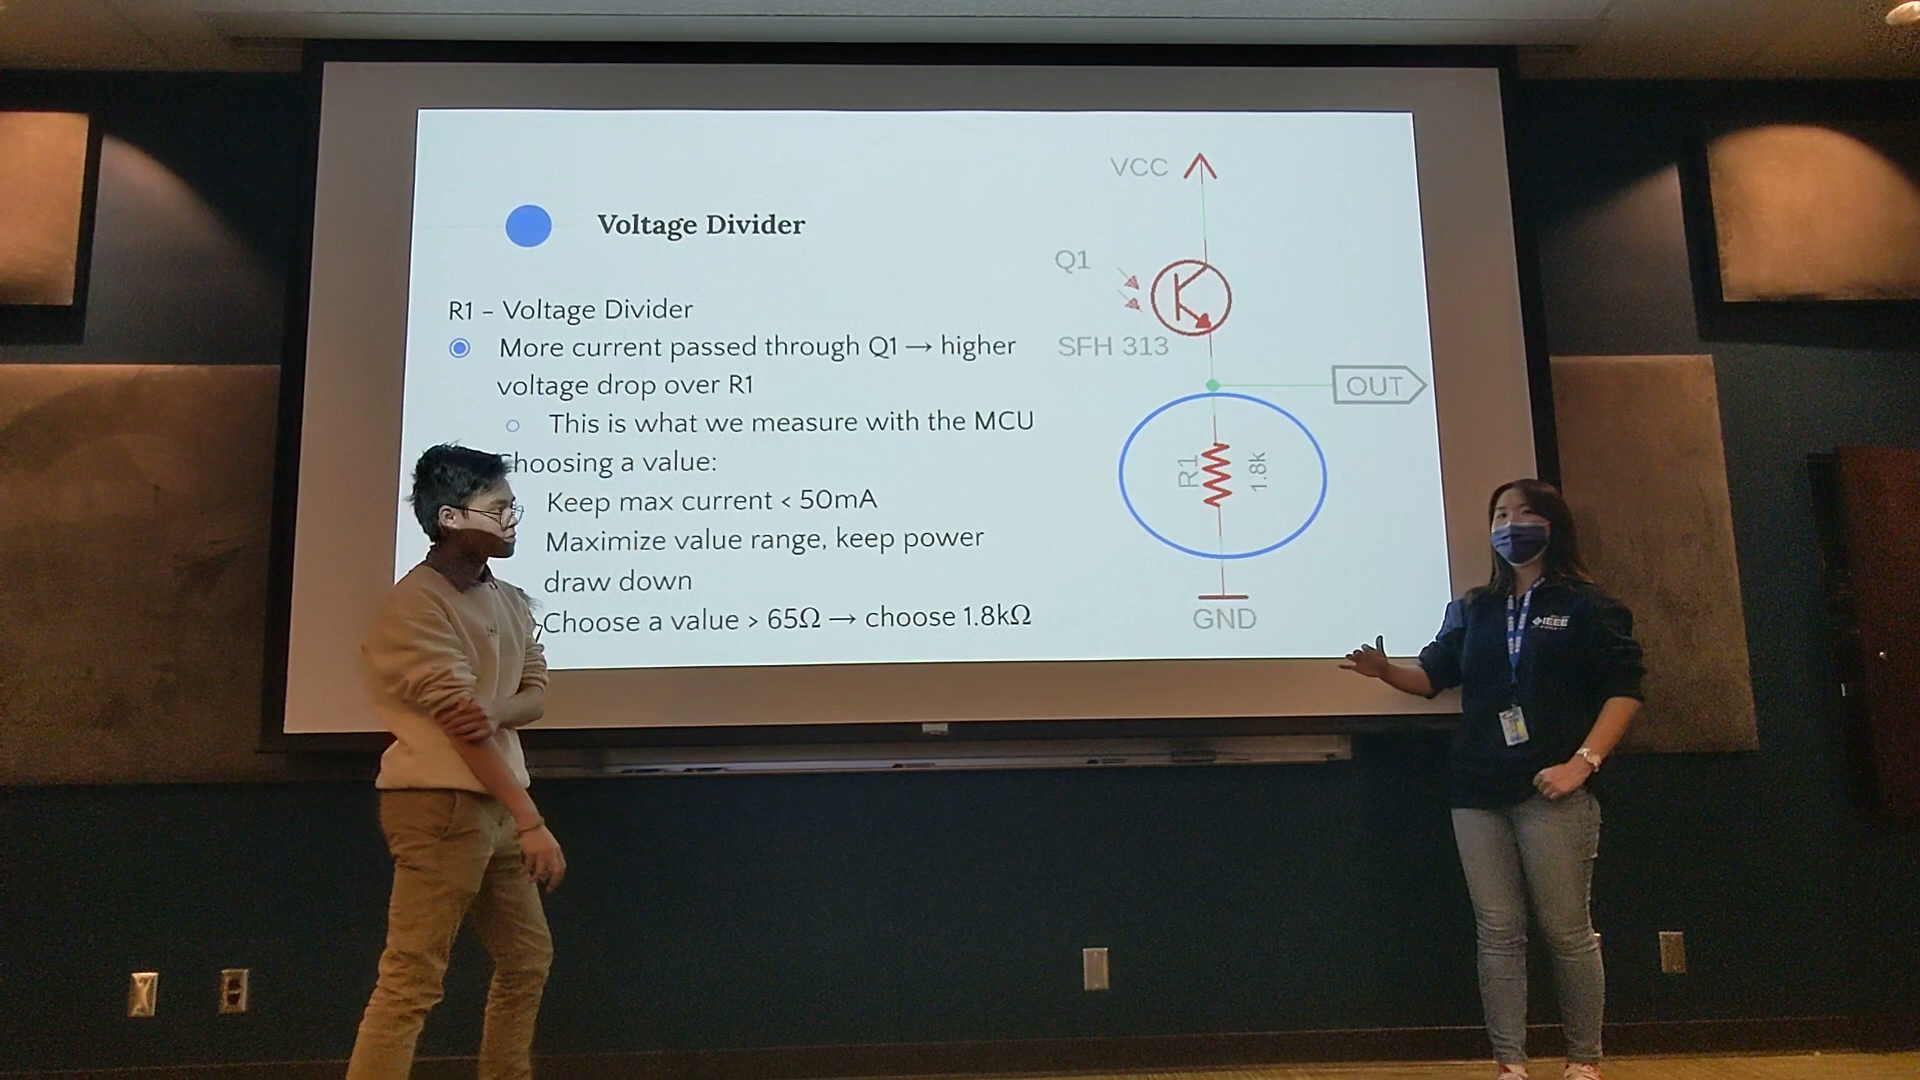 Voltage Divider
R1 – Voltage Divider
More current passed through Q1 → higher
voltage drop over R1
This is what we measure with the MCU
Choosing a value:
Keep max current < 50mA
Maximize value range, keep power
draw down
Choose a value > 65Ω → choose 1.8kΩ
VCC
Q1
SFH 313
OUT
R1
1.8k
GND
IEEE